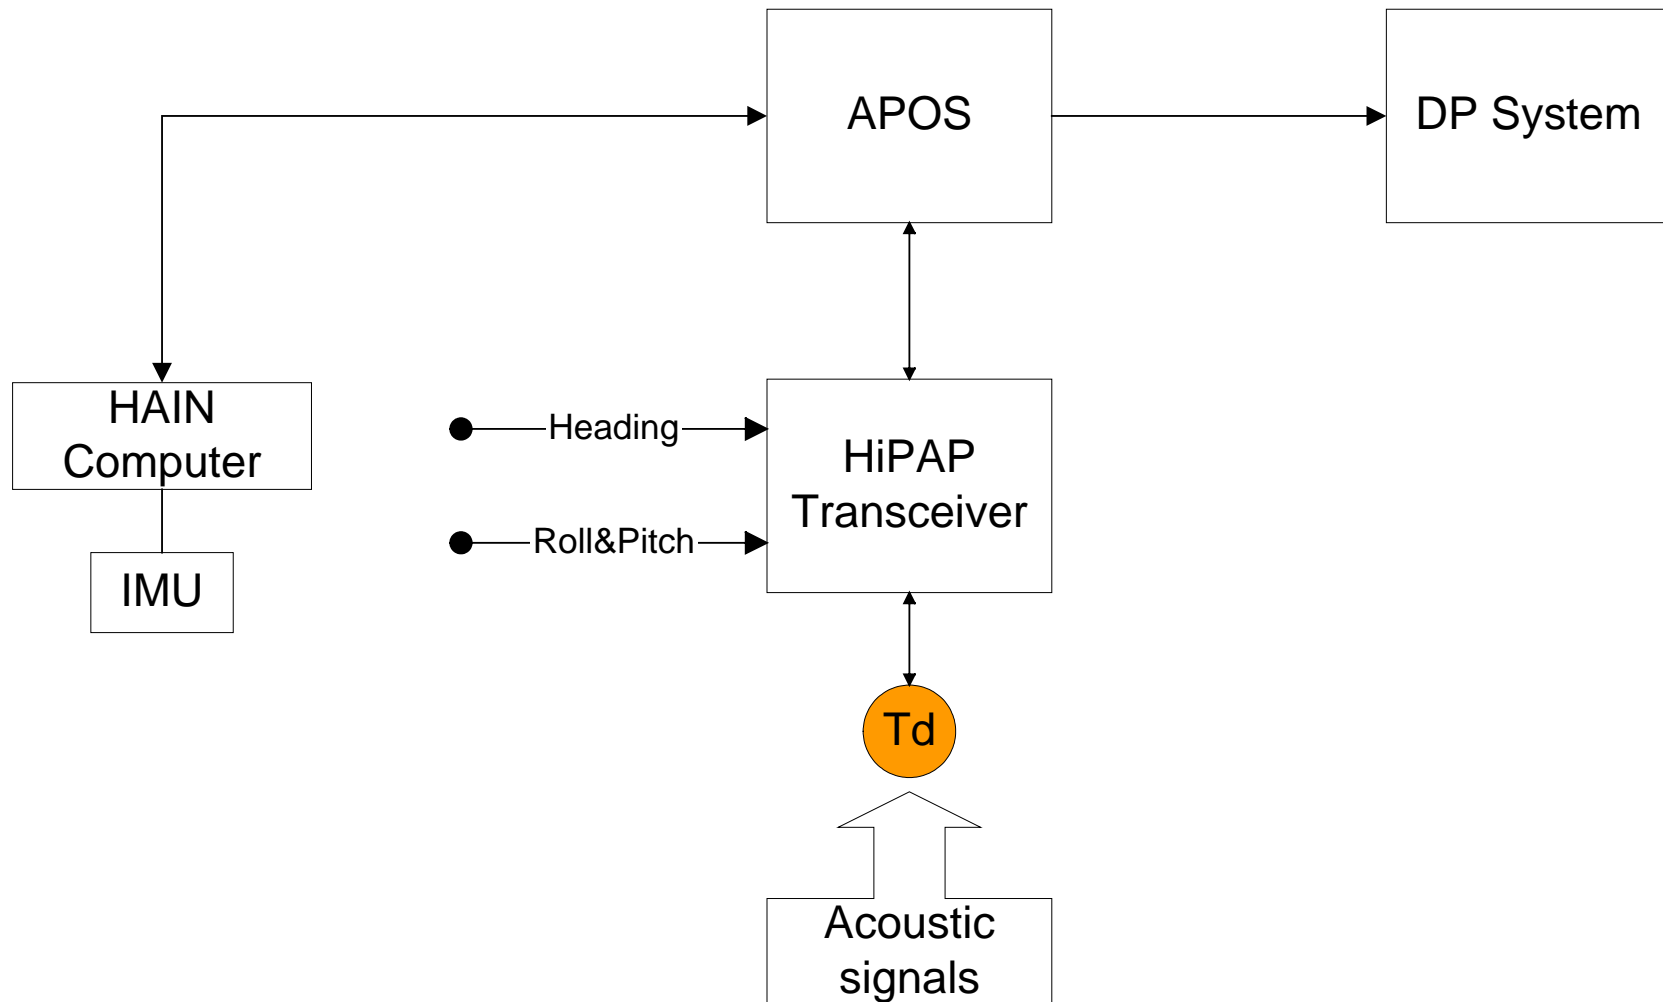 APOS
DP System
HAIN
Computer
Heading
HiPAP
Transceiver
Roll&Pitch
IMU
Td
Acoustic
signals